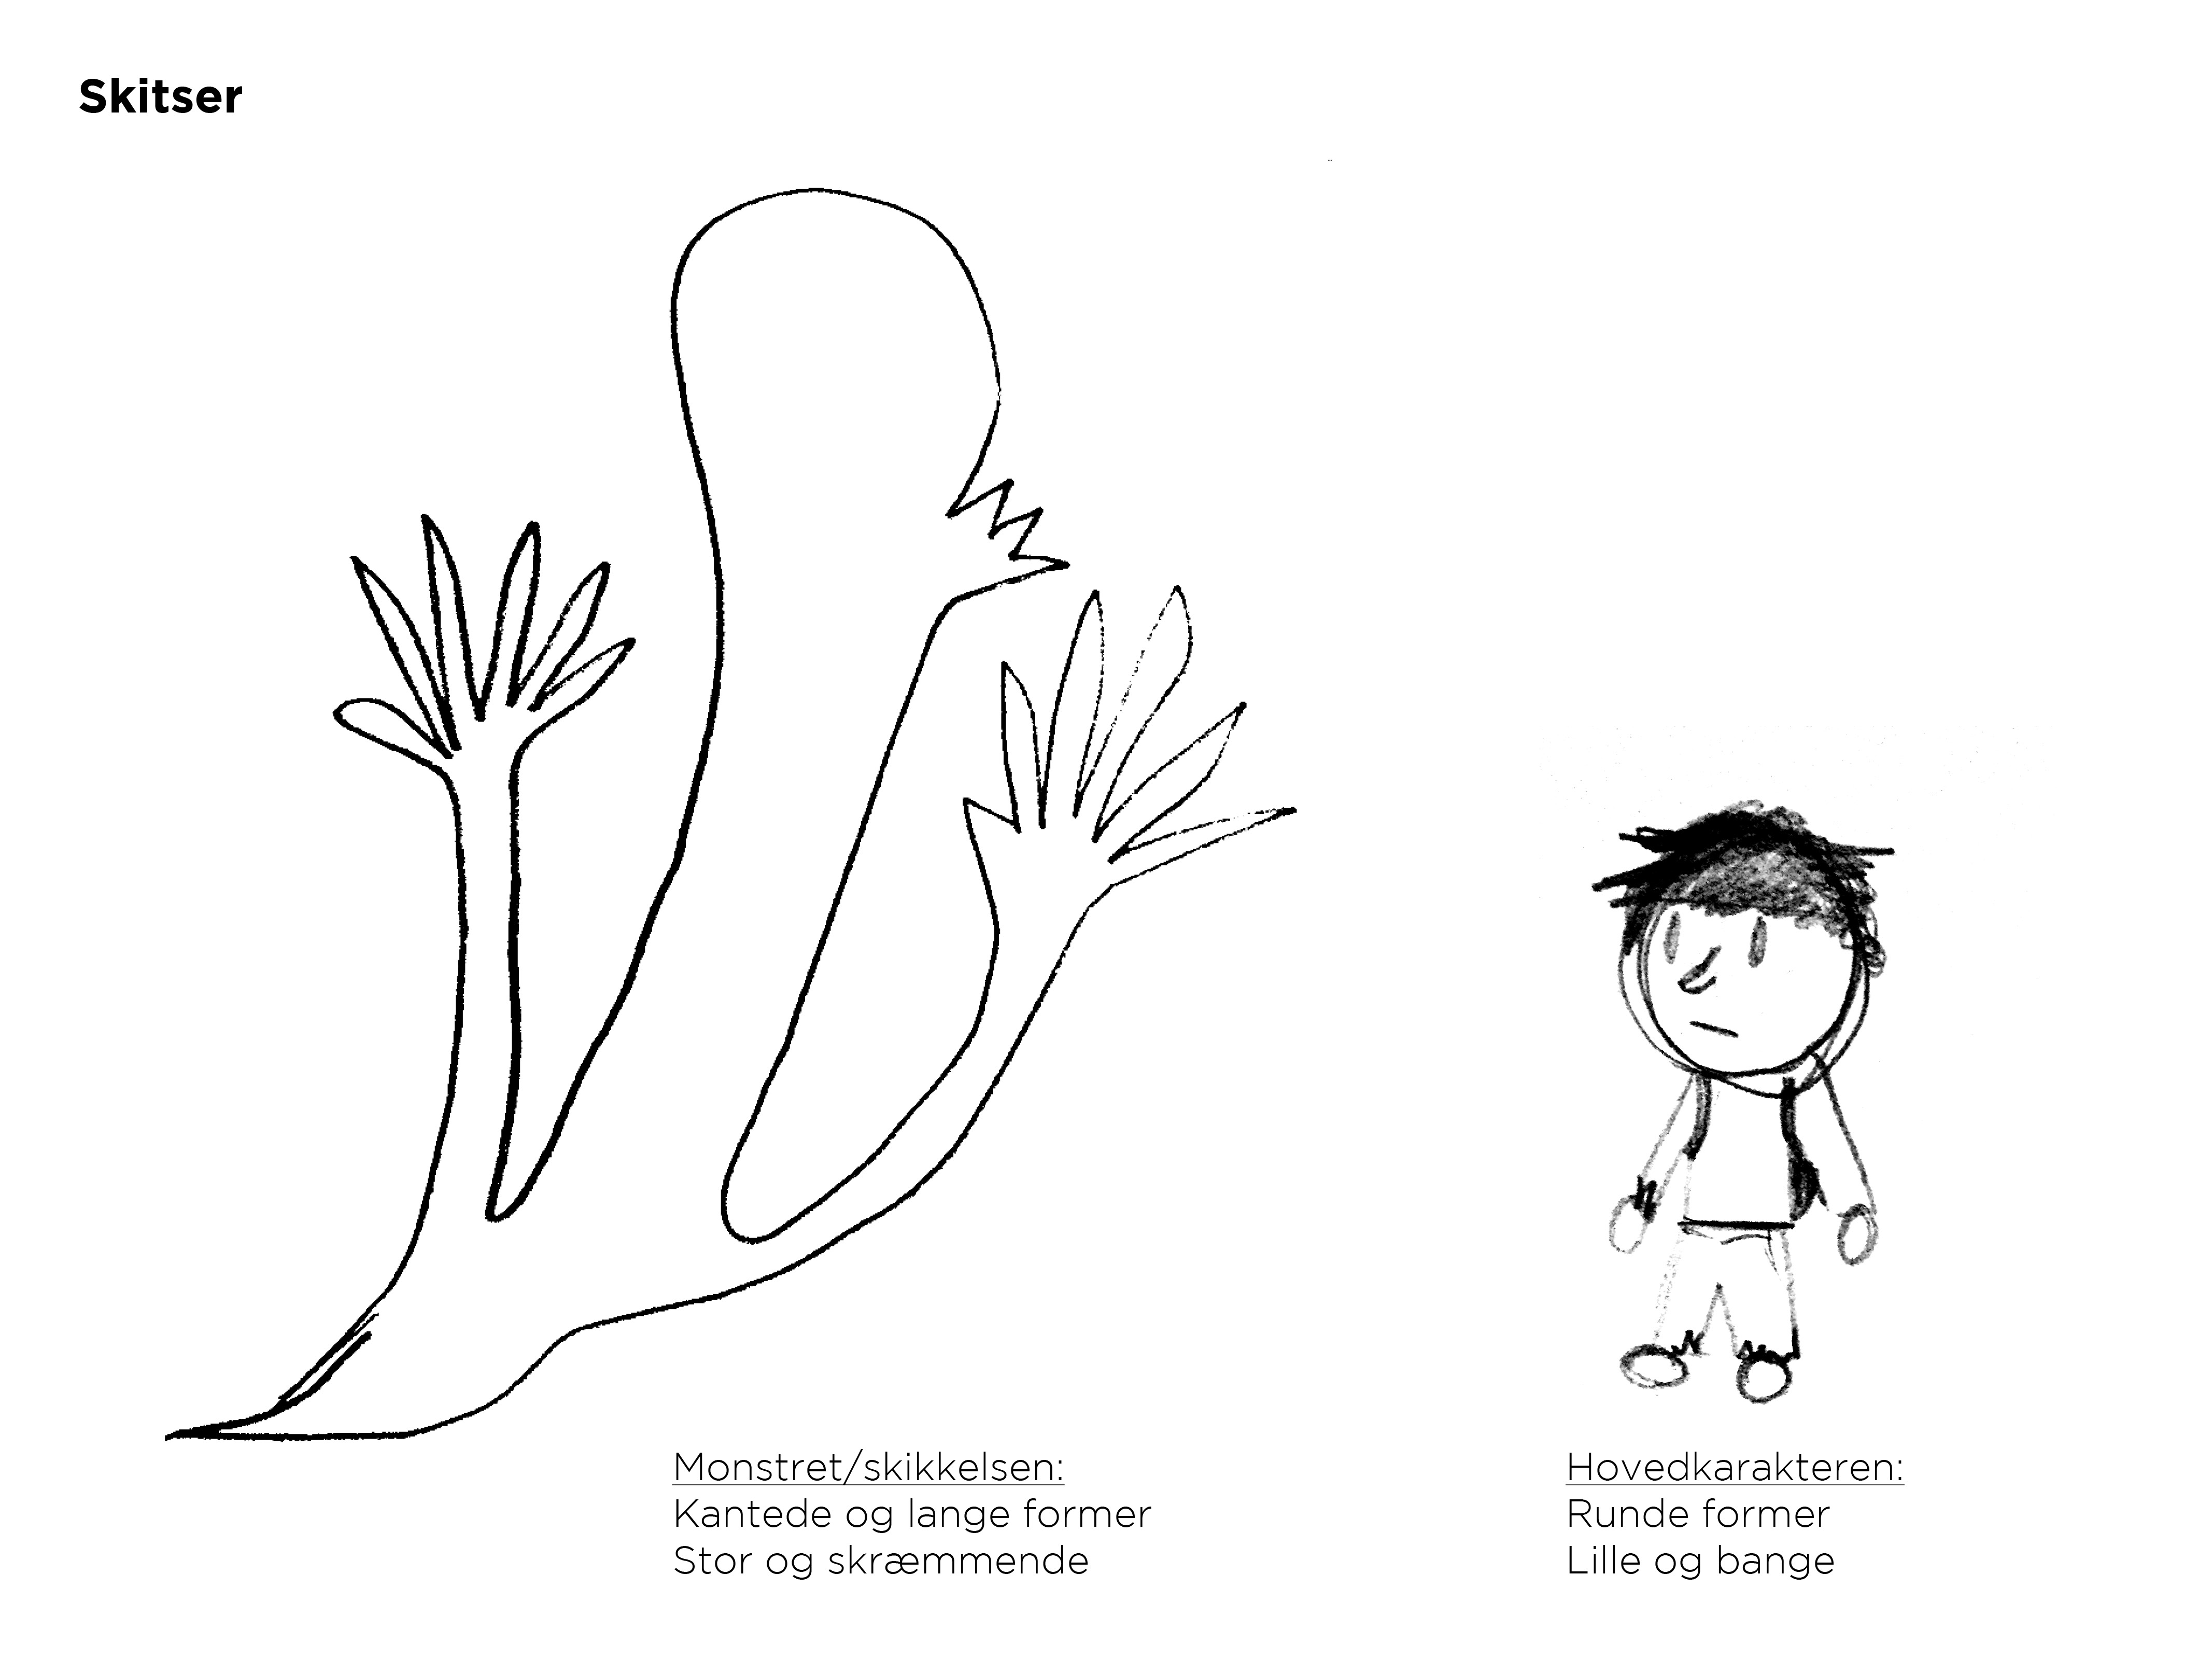 Skitser
Monstret/skikkelsen:
Kantede og lange former
Stor og skræmmende
Hovedkarakteren:
Runde former
Lille og bange